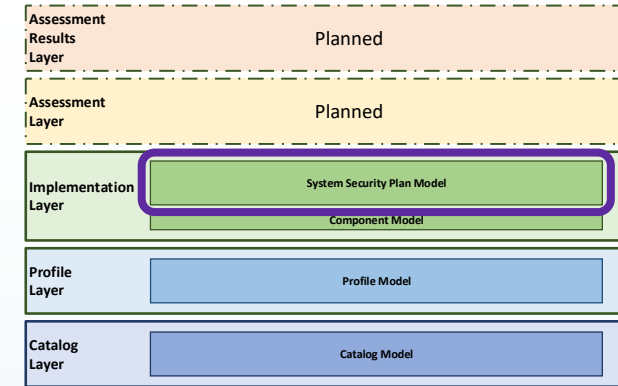 Assessment
Results
Layer
Planned
Assessment
Layer
Planned
Implementation
Layer
System Security Plan Model
Component Model
Profile
Layer
Profile Model
Catalog
Layer
Catalog Model